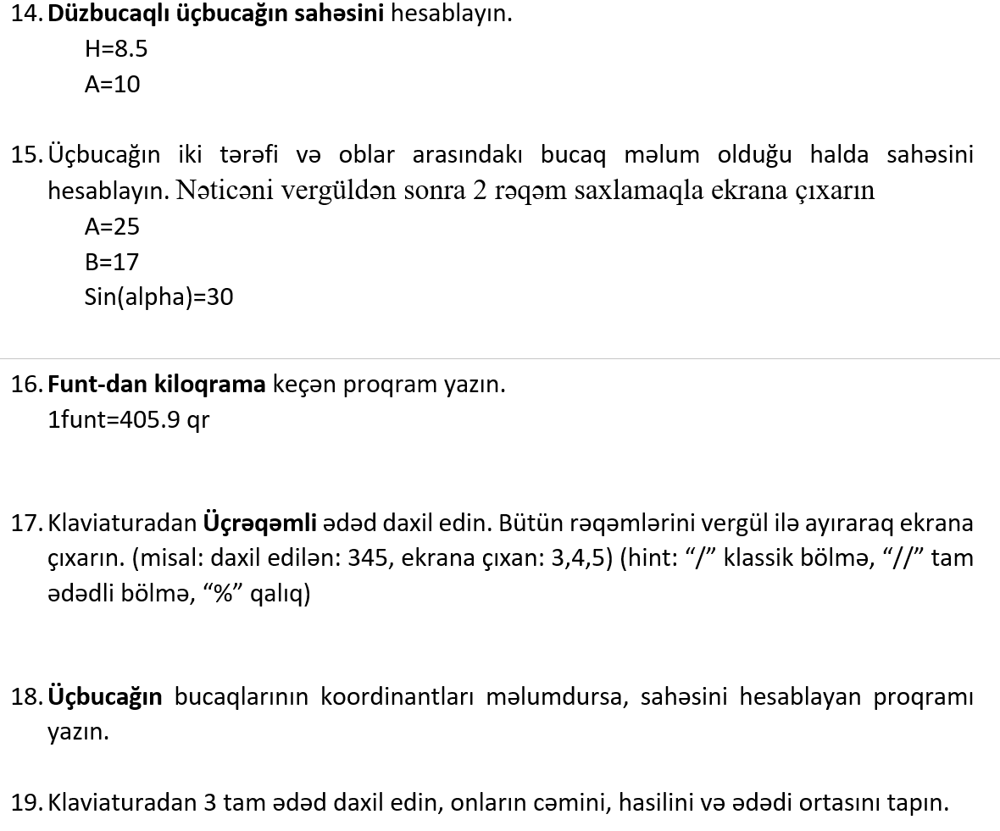 14. Düzbucaqlı üçbucağın sahəsini hesablayın.
H=8.5
A=10
15. Üçbucağın iki tərəfi və oblar arasındakı bucaq məlum olduğu halda sahəsini
hesablayın. Nəticəni vergüldən sonra 2 rəqəm saxlamaqla ekrana çıxarın
A=25
B=17
Sin(alpha)=30
16. Funt-dan kiloqrama keçən proqram yazın.
1funt=405.9 qr
17. Klaviaturadan Üçrəqəmli ədəd daxil edin. Bütün rəqəmlərini vergül ilə ayıraraq ekrana
çıxarın. (misal: daxil edilən: 345, ekrana çıxan: 3,4,5) (hint: “/” klassik bölmə, “//” tam
ədədli bölmə, “%” qalıq)
18. Üçbucağın bucaqlarının koordinantları məlumdursa, sahəsini hesablayan proqramı
yazın.
19. Klaviaturadan 3 tam ədəd daxil edin, onların cəmini, hasilini və ədədi ortasını tapın.